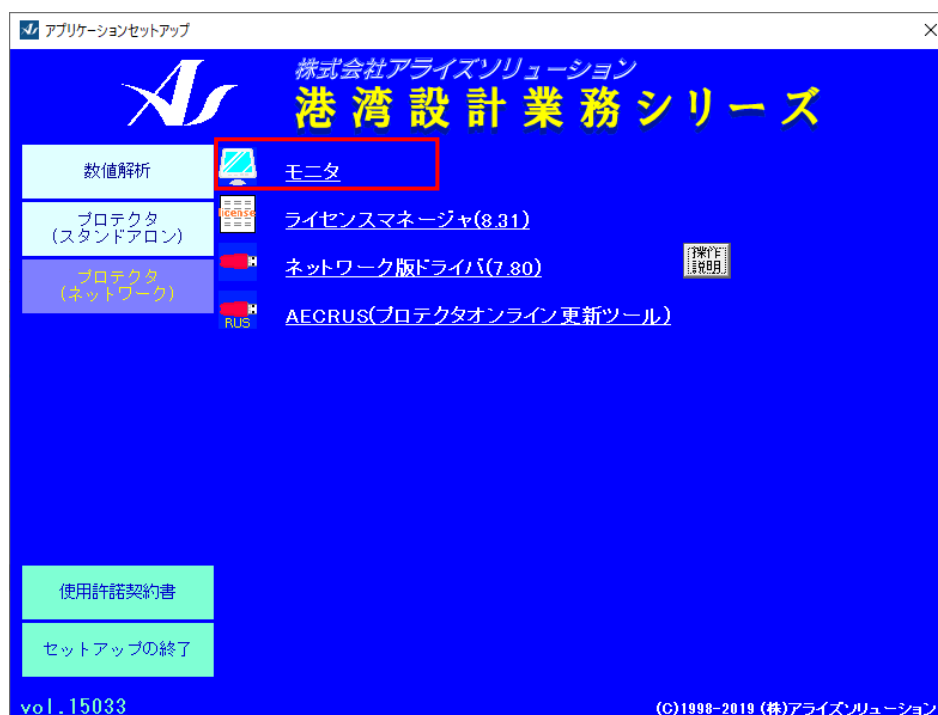 アプリケーションセットアップ
株式会社アライズソリューション
港湾設計業務シリーズ
数値解析
モニタ
プロテクタ
(スタンドアロン)
license
ライセンスマネージャ(8.31)
プロテクタ
(ネットワーク)
ネットワーク版ドライバ(7.80)
操作
説明
RUS
AECRUS(プロテクタオンライン更新ツール)
使用許諾契約書
セットアップの終了
vol.15033
(C)1998-2019 (株)アライズソリューション